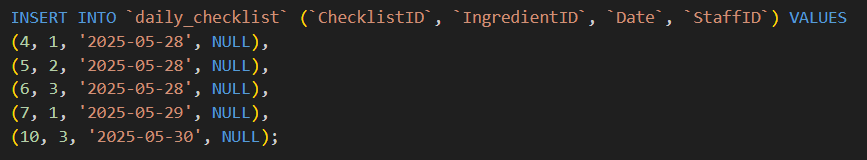 INSERT INTO `daily_checklist` (`ChecklistID`, `IngredientID`, `Date`, `StaffID`) VALUES
(4, 1, '2025-05-28', NULL),
(5, 2, '2025-05-28', NULL),
(6, 3, '2025-05-28', NULL),
(7, 1, '2025-05-29', NULL),
(10, 3, '2025-05-30', NULL);